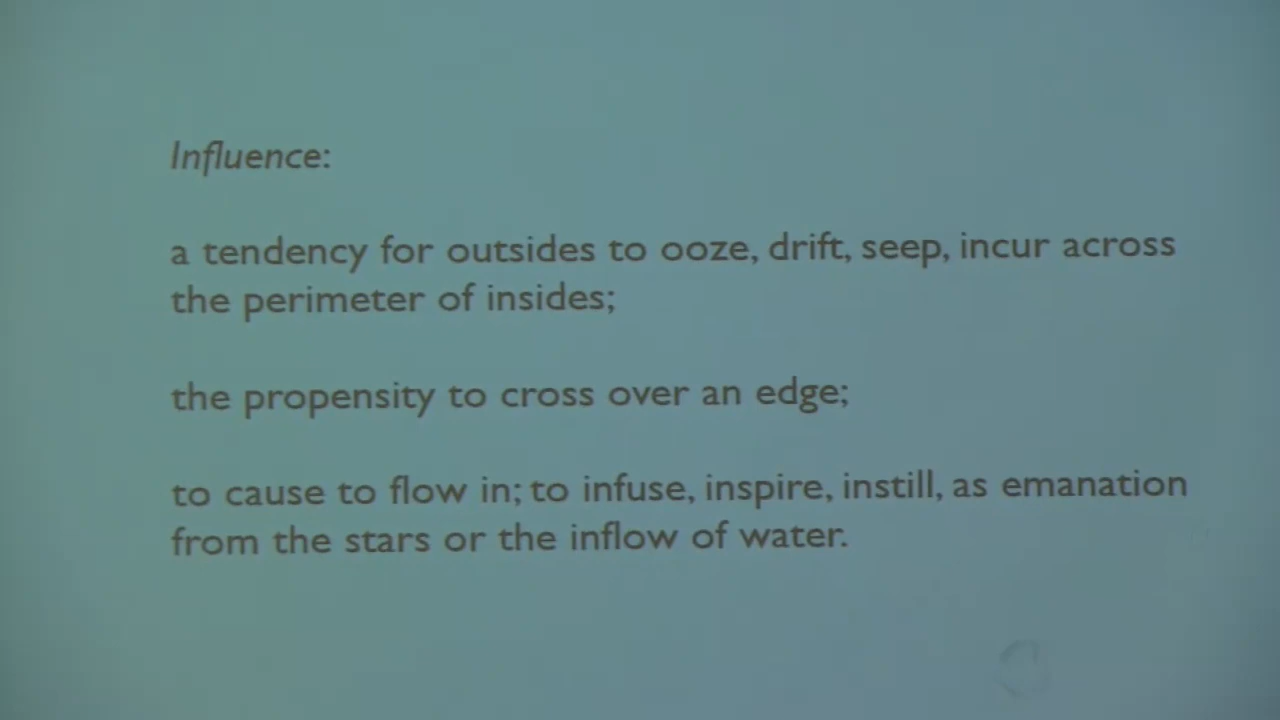 Influence:
a tendency for outsides to ooze, drift, seep, incur across
the perimeter of insides;
the propensity to cross over an edge;
to cause to flow in; to infuse, inspire, instill, as emanation
from the stars or the inflow of water.